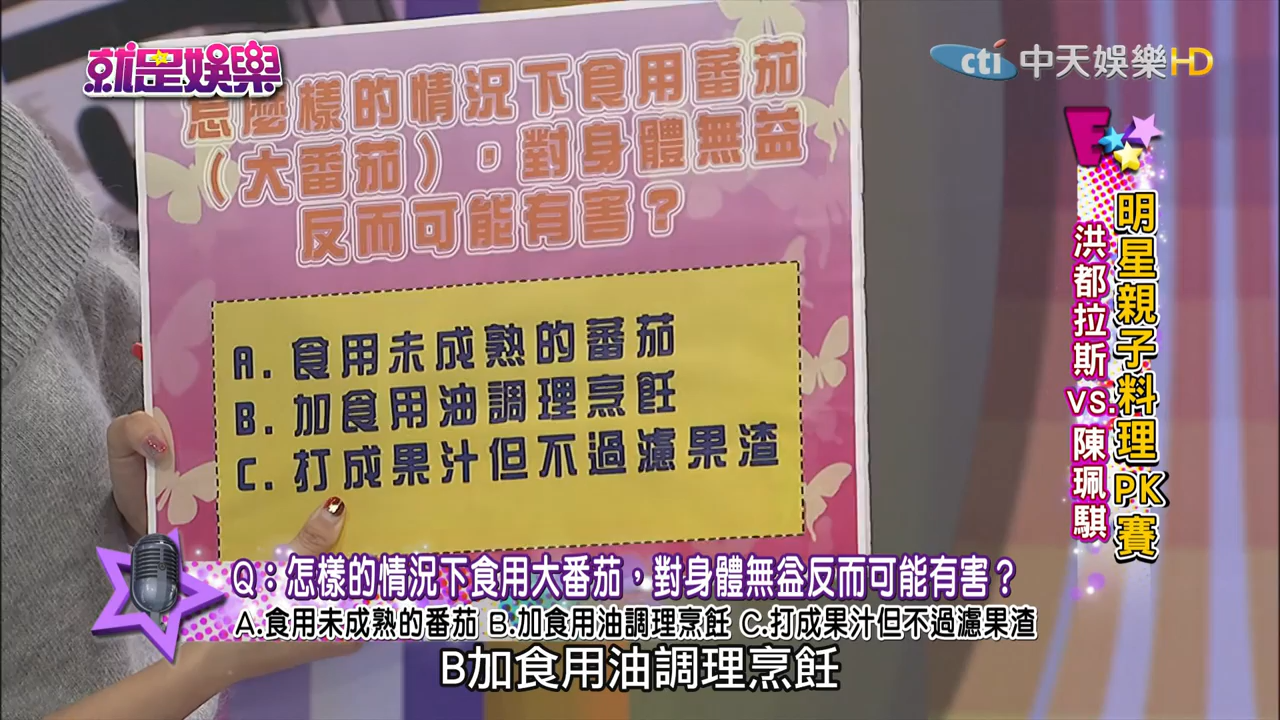 就是娛樂
cti 中天娛樂HD
怎麼樣的情況下食用蕃茄
（大蕃茄），對身體無益
反而可能有害？
A. 食用未成熟的蕃茄
B. 加食用油調理烹飪
C. 打成果汁但不過濾果渣
明星親子料理PK賽
洪都拉斯 VS. 陳珮騏
Q：怎樣的情況下食用大番茄，對身體無益反而可能有害？
A.食用未成熟的番茄 B.加食用油調理烹飪 C.打成果汁但不過濾果渣
B加食用油調理烹飪